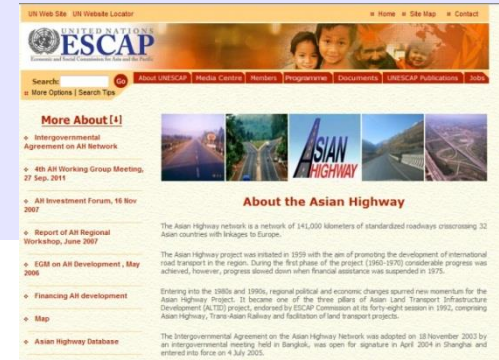 UN Web Site UN Website Locator
Home Site Map Contact
UNITED NATIONS
ESCAP
Economic and Social Commission for Asia and the Pacific
Search: Go
More Options | Search Tips
About UNESCAP Media Centre Members Programme Documents UNESCAP Publications Jobs
More About [↓]
Intergovernmental
Agreement on AH Network
4th AH Working Group Meeting,
27 Sep. 2011
AH Investment Forum, 16 Nov
2007
Report of AH Regional
Workshop, June 2007
EGM on AH Development , May
2006
Financing AH development
Map
Asian Highway Database
ASIAN
HIGHWAY
About the Asian Highway
The Asian Highway network is a network of 141,000 kilometers of standardized roadways crisscrossing 32
Asian countries with linkages to Europe.
The Asian Highway project was initiated in 1959 with the aim of promoting the development of international
road transport in the region. During the first phase of the project (1960-1970) considerable progress was
achieved, however, progress slowed down when financial assistance was suspended in 1975.
Entering into the 1980s and 1990s, regional political and economic changes spurred new momentum for the
Asian Highway Project. It became one of the three pillars of Asian Land Transport Infrastructure
Development (ALTID) project, endorsed by ESCAP Commission at its forty-eight session in 1992, comprising
Asian Highway, Trans-Asian Railway and facilitation of land transport projects.
The Intergovernmental Agreement on the Asian Highway Network was adopted on 18 November 2003 by
an intergovernmental meeting held in Bangkok, was open for signature in April 2004 in Shanghai and
entered into force on 4 July 2005.